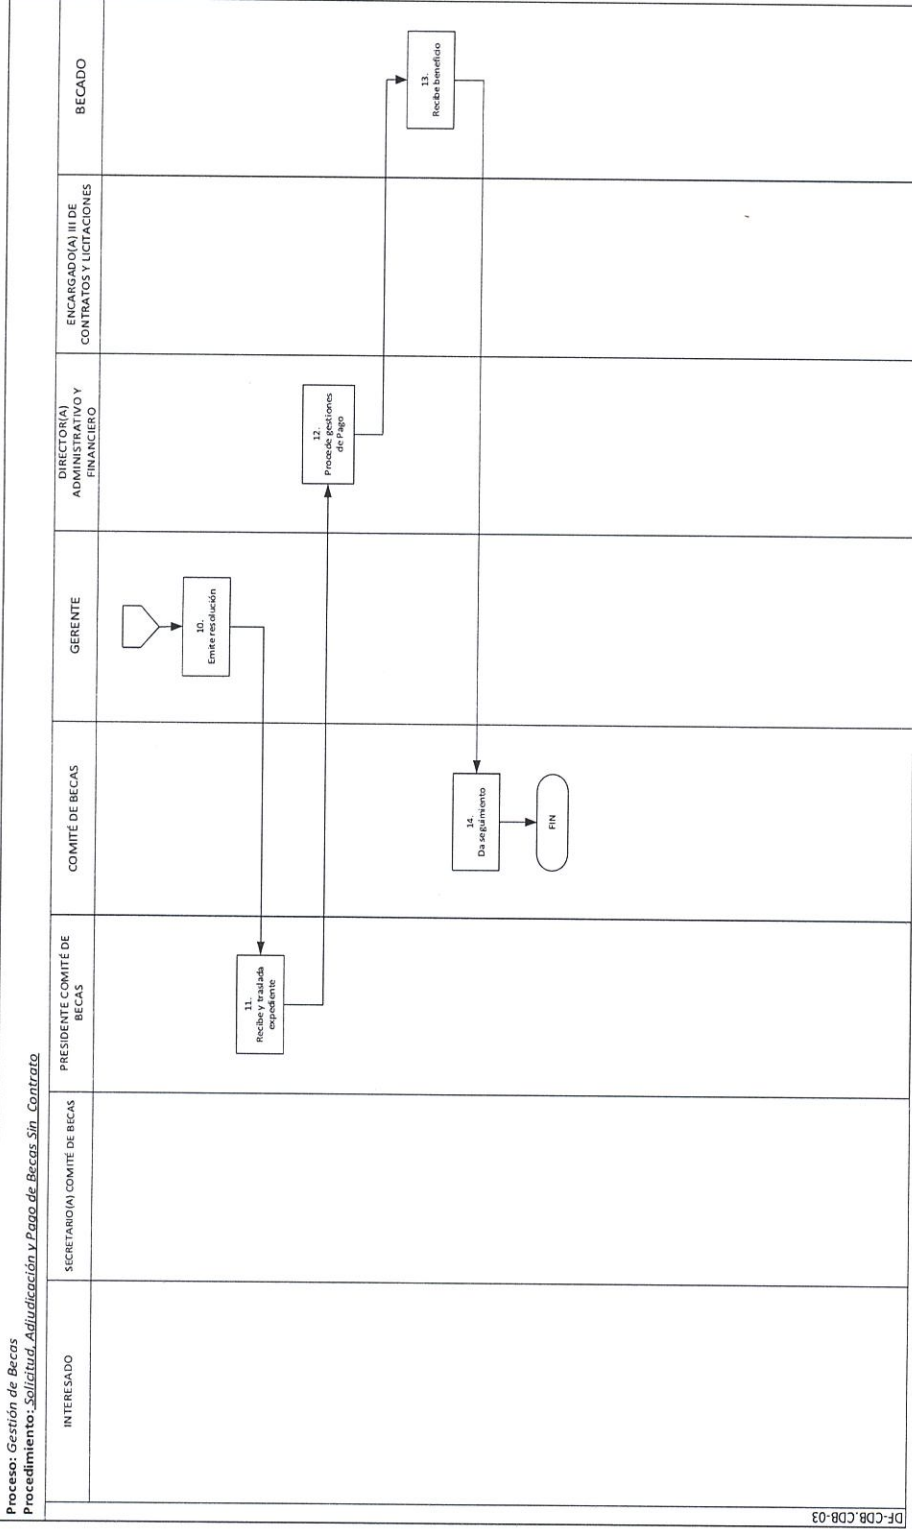 Proceso: Gestión de Becas
Procedimiento: Solicitud, Adjudicación y Pago de Becas Sin Contrato
INTERESADO
SECRETARIO(A) COMITÉ DE BECAS
PRESIDENTE COMITÉ DE
BECAS
COMITÉ DE BECAS
GERENTE
DIRECTOR(A)
ADMINISTRATIVO Y
FINANCIERO
ENCARGADO(A) III DE
CONTRATOS Y LICITACIONES
BECADO
10.
Emite resolución
11.
Recibe y traslada
expediente
12.
Procede gestiones
de Pago
13.
Recibe beneficio
14.
Da seguimiento
FIN
DF-CDB.CDB-03